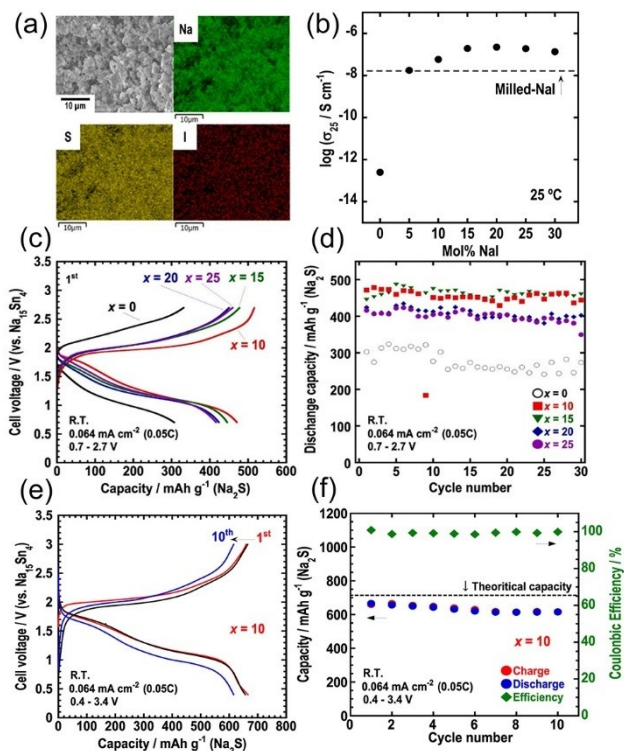 (a)
Na
10 μm
10μm
S
I
10μm
10μm
(b)
-6
-8
-10
-12
-14
log (σ25 / S cm-1)
Milled-NaI
25 ºC
0 5 10 15 20 25 30
Mol% NaI
(c)
3.5
3
2.5
2
1.5
1
0.5
0
Cell voltage / V (vs. Na15Sn4)
1st
x = 20
x = 25
x = 15
x = 0
x = 10
R.T.
0.064 mA cm-2 (0.05C)
0.7 - 2.7 V
0 100 200 300 400 500 600
Capacity / mAh g-1 (Na2S)
(d)
500
400
300
200
100
0
Discharge capacity / mAh g-1 (Na2S)
R.T.
0.064 mA cm-2 (0.05C)
0.7 - 2.7 V
x = 0
x = 10
x = 15
x = 20
x = 25
0 5 10 15 20 25 30
Cycle number
(e)
3.5
3
2.5
2
1.5
1
0.5
0
Cell voltage / V (vs. Na15Sn4)
10th
1st
x = 10
R.T.
0.064 mA cm-2 (0.05C)
0.4 - 3.4 V
0 100 200 300 400 500 600 700 800
Capacity / mAh g-1 (Na2S)
(f)
1200
1000
800
600
400
200
0
Capacity / mAh g-1 (Na2S)
↓ Theoritical capacity
x = 10
Charge
Discharge
Efficiency
R.T.
0.064 mA cm-2 (0.05C)
0.4 - 3.4 V
100
80
60
40
20
0
Coulonbic Efficiency / %
0 2 4 6 8 10
Cycle number